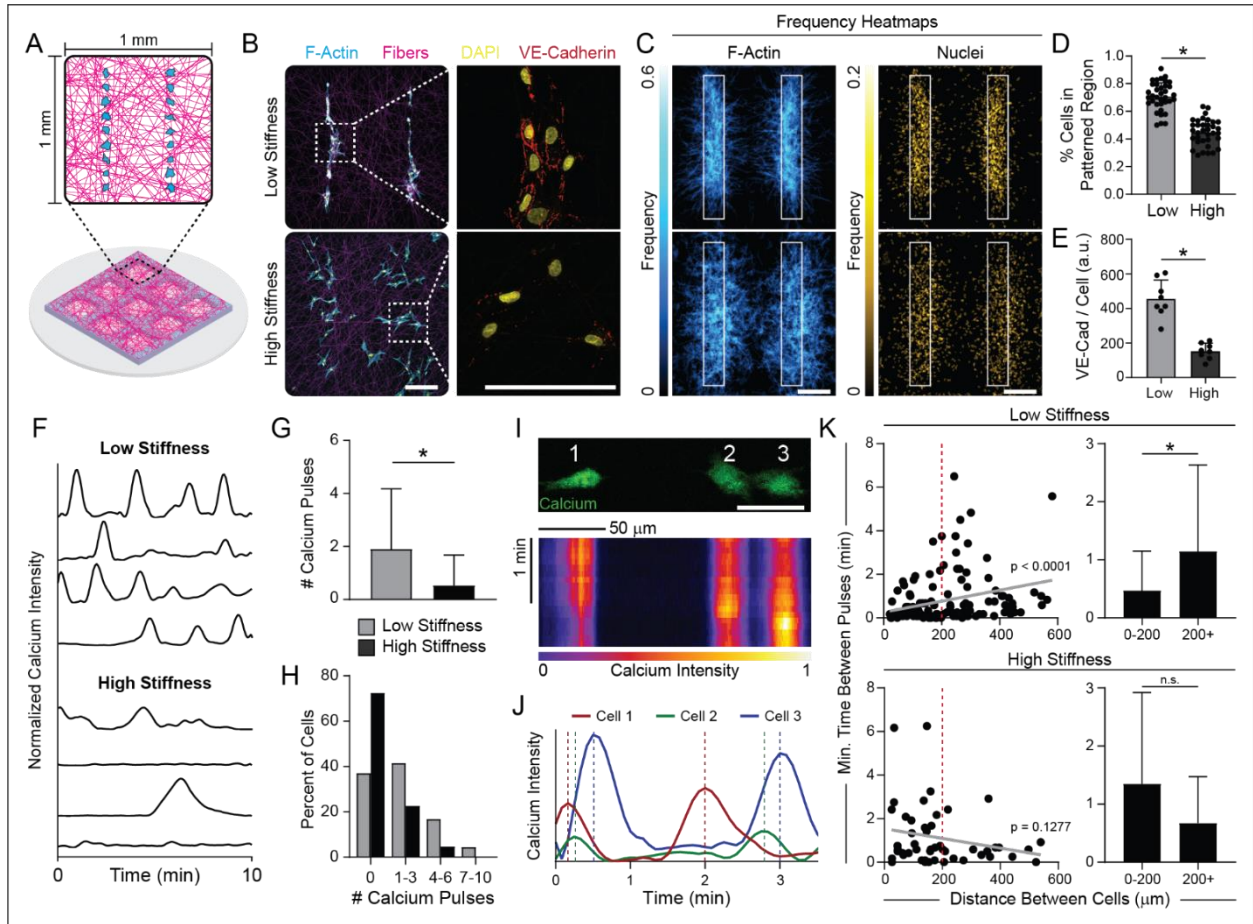 A
1 mm
1 mm
B
F-Actin Fibers DAPI VE-Cadherin
Low Stiffness
High Stiffness
Frequency Heatmaps
C
F-Actin Nuclei
0.6
Frequency
0
0.2
Frequency
0
D
*
% Cells in
Patterned Region
1.0
0.8
0.6
0.4
0.2
0.0
Low High
E
*
VE-Cad / Cell (a.u.)
800
600
400
200
0
Low High
F
Low Stiffness
High Stiffness
Normalized Calcium Intensity
0 Time (min) 10
G
*
# Calcium Pulses
6
4
2
0
Low Stiffness
High Stiffness
H
Percent of Cells
80
60
40
20
0
0 1-3 4-6 7-10
# Calcium Pulses
I
1 2 3
Calcium
50 μm
1 min
0 Calcium Intensity 1
J
Cell 1 Cell 2 Cell 3
Calcium Intensity
0 1 2 3
Time (min)
K
Low Stiffness
Min. Time Between Pulses (min)
8
6
4
2
0
p < 0.0001
0 200 400 600
3
2
1
0
*
0-200 200+
High Stiffness
8
6
4
2
0
p = 0.1277
0 200 400 600
3
2
1
0
n.s.
0-200 200+
Distance Between Cells (μm)